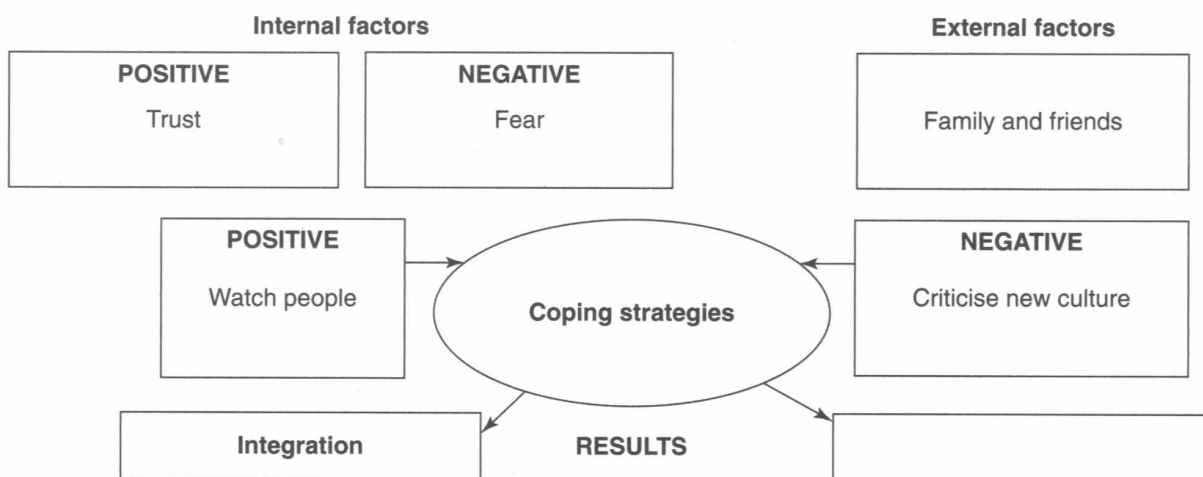 Internal factors
External factors
POSITIVE
Trust
NEGATIVE
Fear
Family and friends
POSITIVE
Watch people
Coping strategies
NEGATIVE
Criticise new culture
Integration
RESULTS